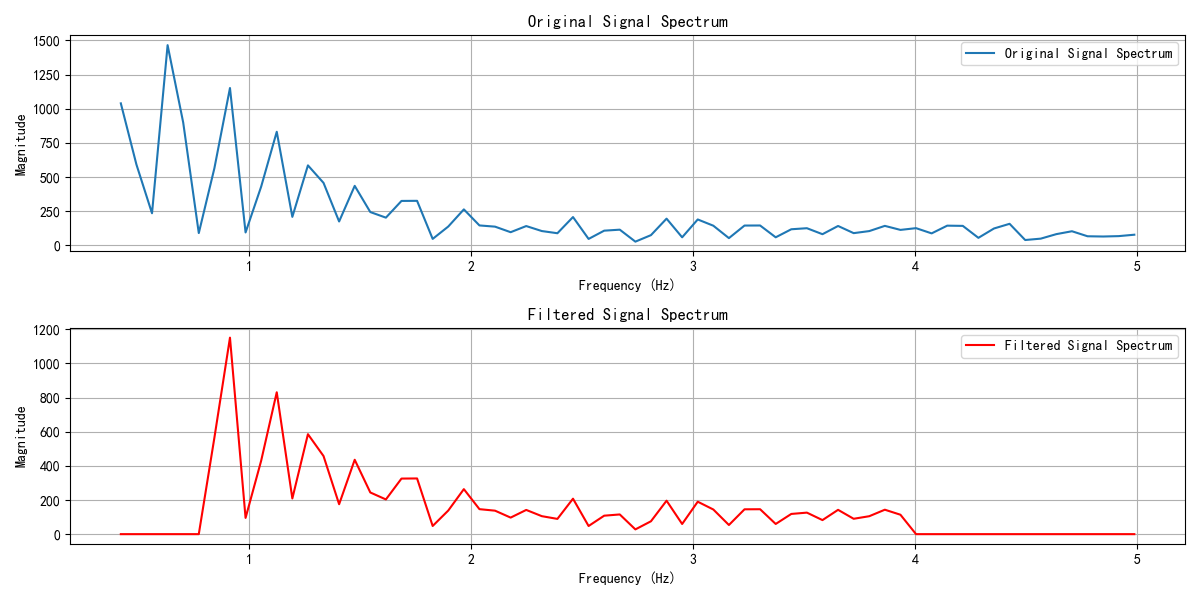 Original Signal Spectrum
1500
1250
1000
750
500
250
0
Magnitude
Original Signal Spectrum
1 2 3 4 5
Frequency (Hz)
Filtered Signal Spectrum
1200
1000
800
600
400
200
0
Magnitude
Filtered Signal Spectrum
1 2 3 4 5
Frequency (Hz)